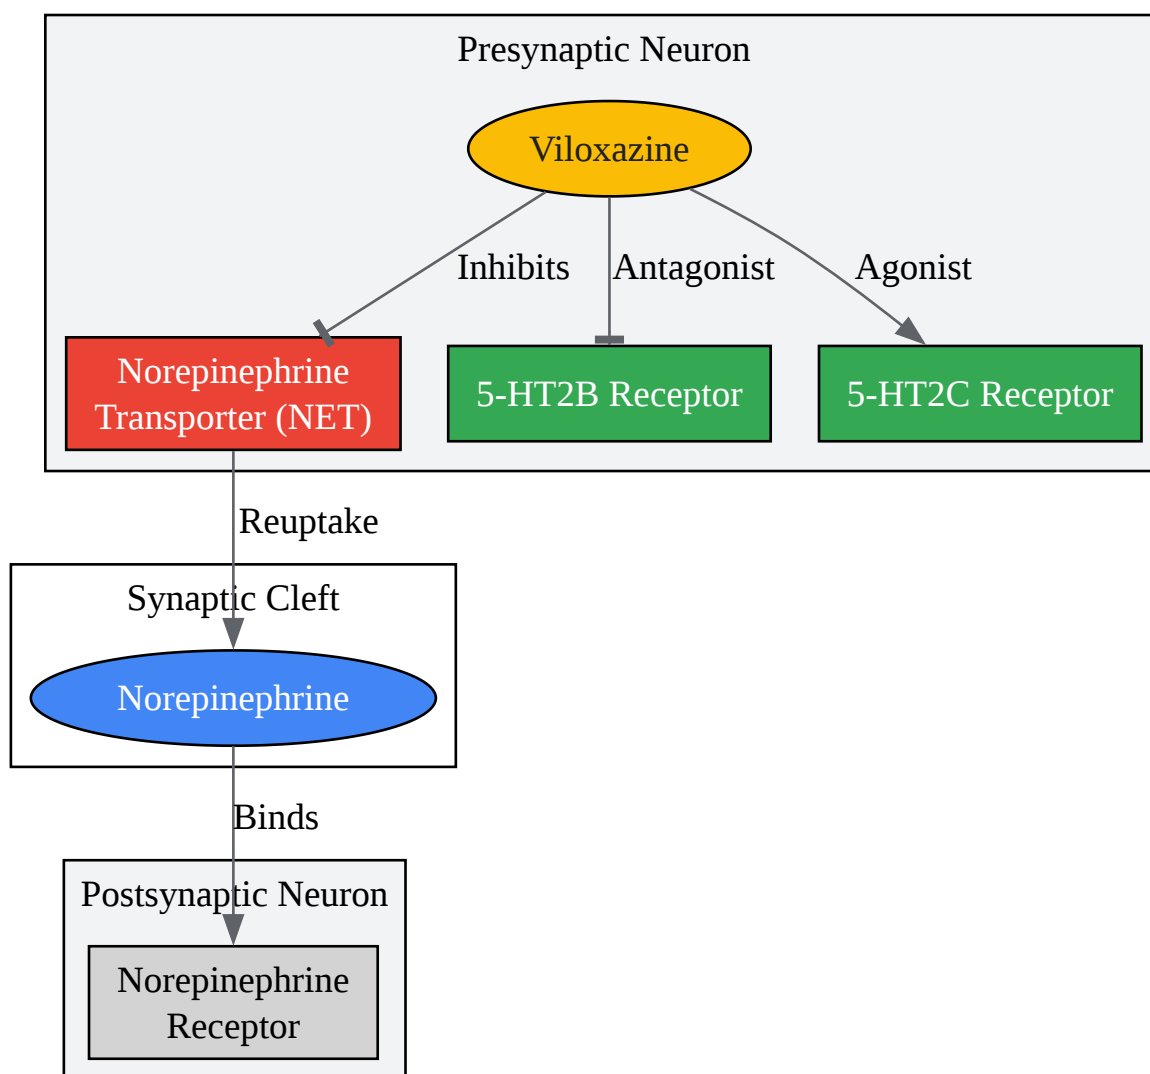 Presynaptic Neuron
Viloxazine
Inhibits
Antagonist
Agonist
Norepinephrine
Transporter (NET)
5-HT2B Receptor
5-HT2C Receptor
Reuptake
Synaptic Cleft
Norepinephrine
Binds
Postsynaptic Neuron
Norepinephrine
Receptor